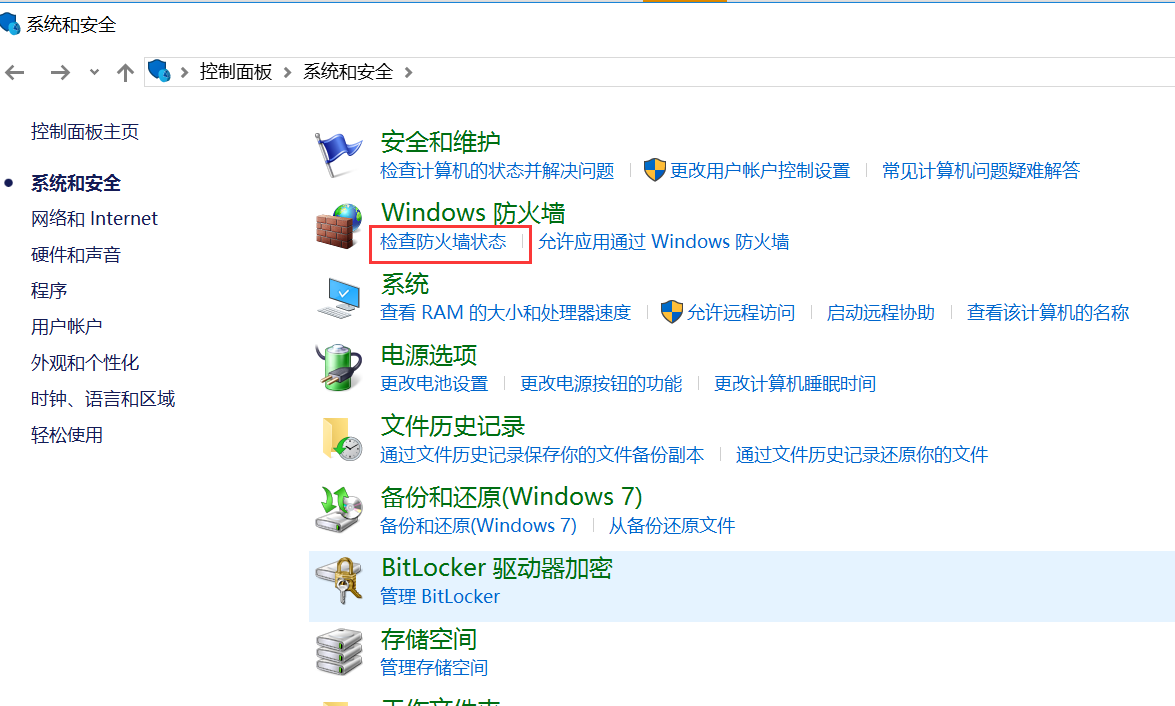 系统和安全
控制面板 系统和安全
控制面板主页
系统和安全
网络和 Internet
硬件和声音
程序
用户帐户
外观和个性化
时钟、语言和区域
轻松使用
安全和维护
检查计算机的状态并解决问题 更改用户帐户控制设置 常见计算机问题疑难解答
Windows 防火墙
检查防火墙状态 允许应用通过 Windows 防火墙
系统
查看 RAM 的大小和处理器速度 允许远程访问 启动远程协助 查看该计算机的名称
电源选项
更改电池设置 更改电源按钮的功能 更改计算机睡眠时间
文件历史记录
通过文件历史记录保存你的文件备份副本 通过文件历史记录还原你的文件
备份和还原(Windows 7)
备份和还原(Windows 7) 从备份还原文件
BitLocker 驱动器加密
管理 BitLocker
存储空间
管理存储空间
工作文件夹